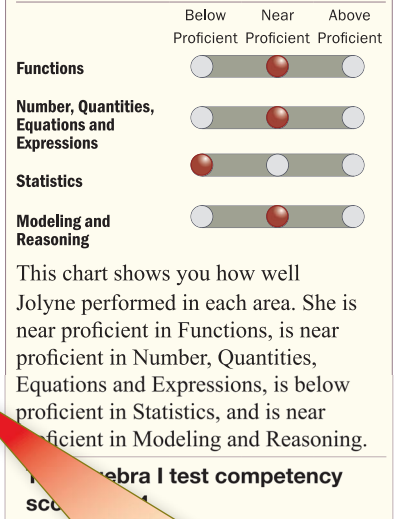 Below Near Above
Proficient Proficient Proficient
Functions
Number, Quantities,
Equations and
Expressions
Statistics
Modeling and
Reasoning
This chart shows you how well
Jolyne performed in each area. She is
near proficient in Functions, is near
proficient in Number, Quantities,
Equations and Expressions, is below
proficient in Statistics, and is near
in Modeling and Reasoning.
I test competency